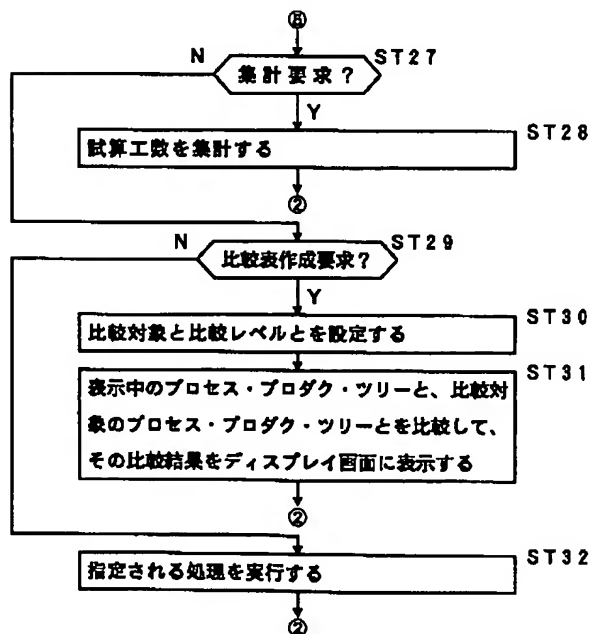 ⑤
N
ST27
集計要求？
Y
ST28
試算工数を集計する
②
N
ST29
比較表作成要求？
Y
ST30
比較対象と比較レベルとを設定する
ST31
表示中のプロセス・プロダク・ツリーと、比較対
象のプロセス・プロダク・ツリーとを比較して、
その比較結果をディスプレイ画面に表示する
②
ST32
指定される処理を実行する
②